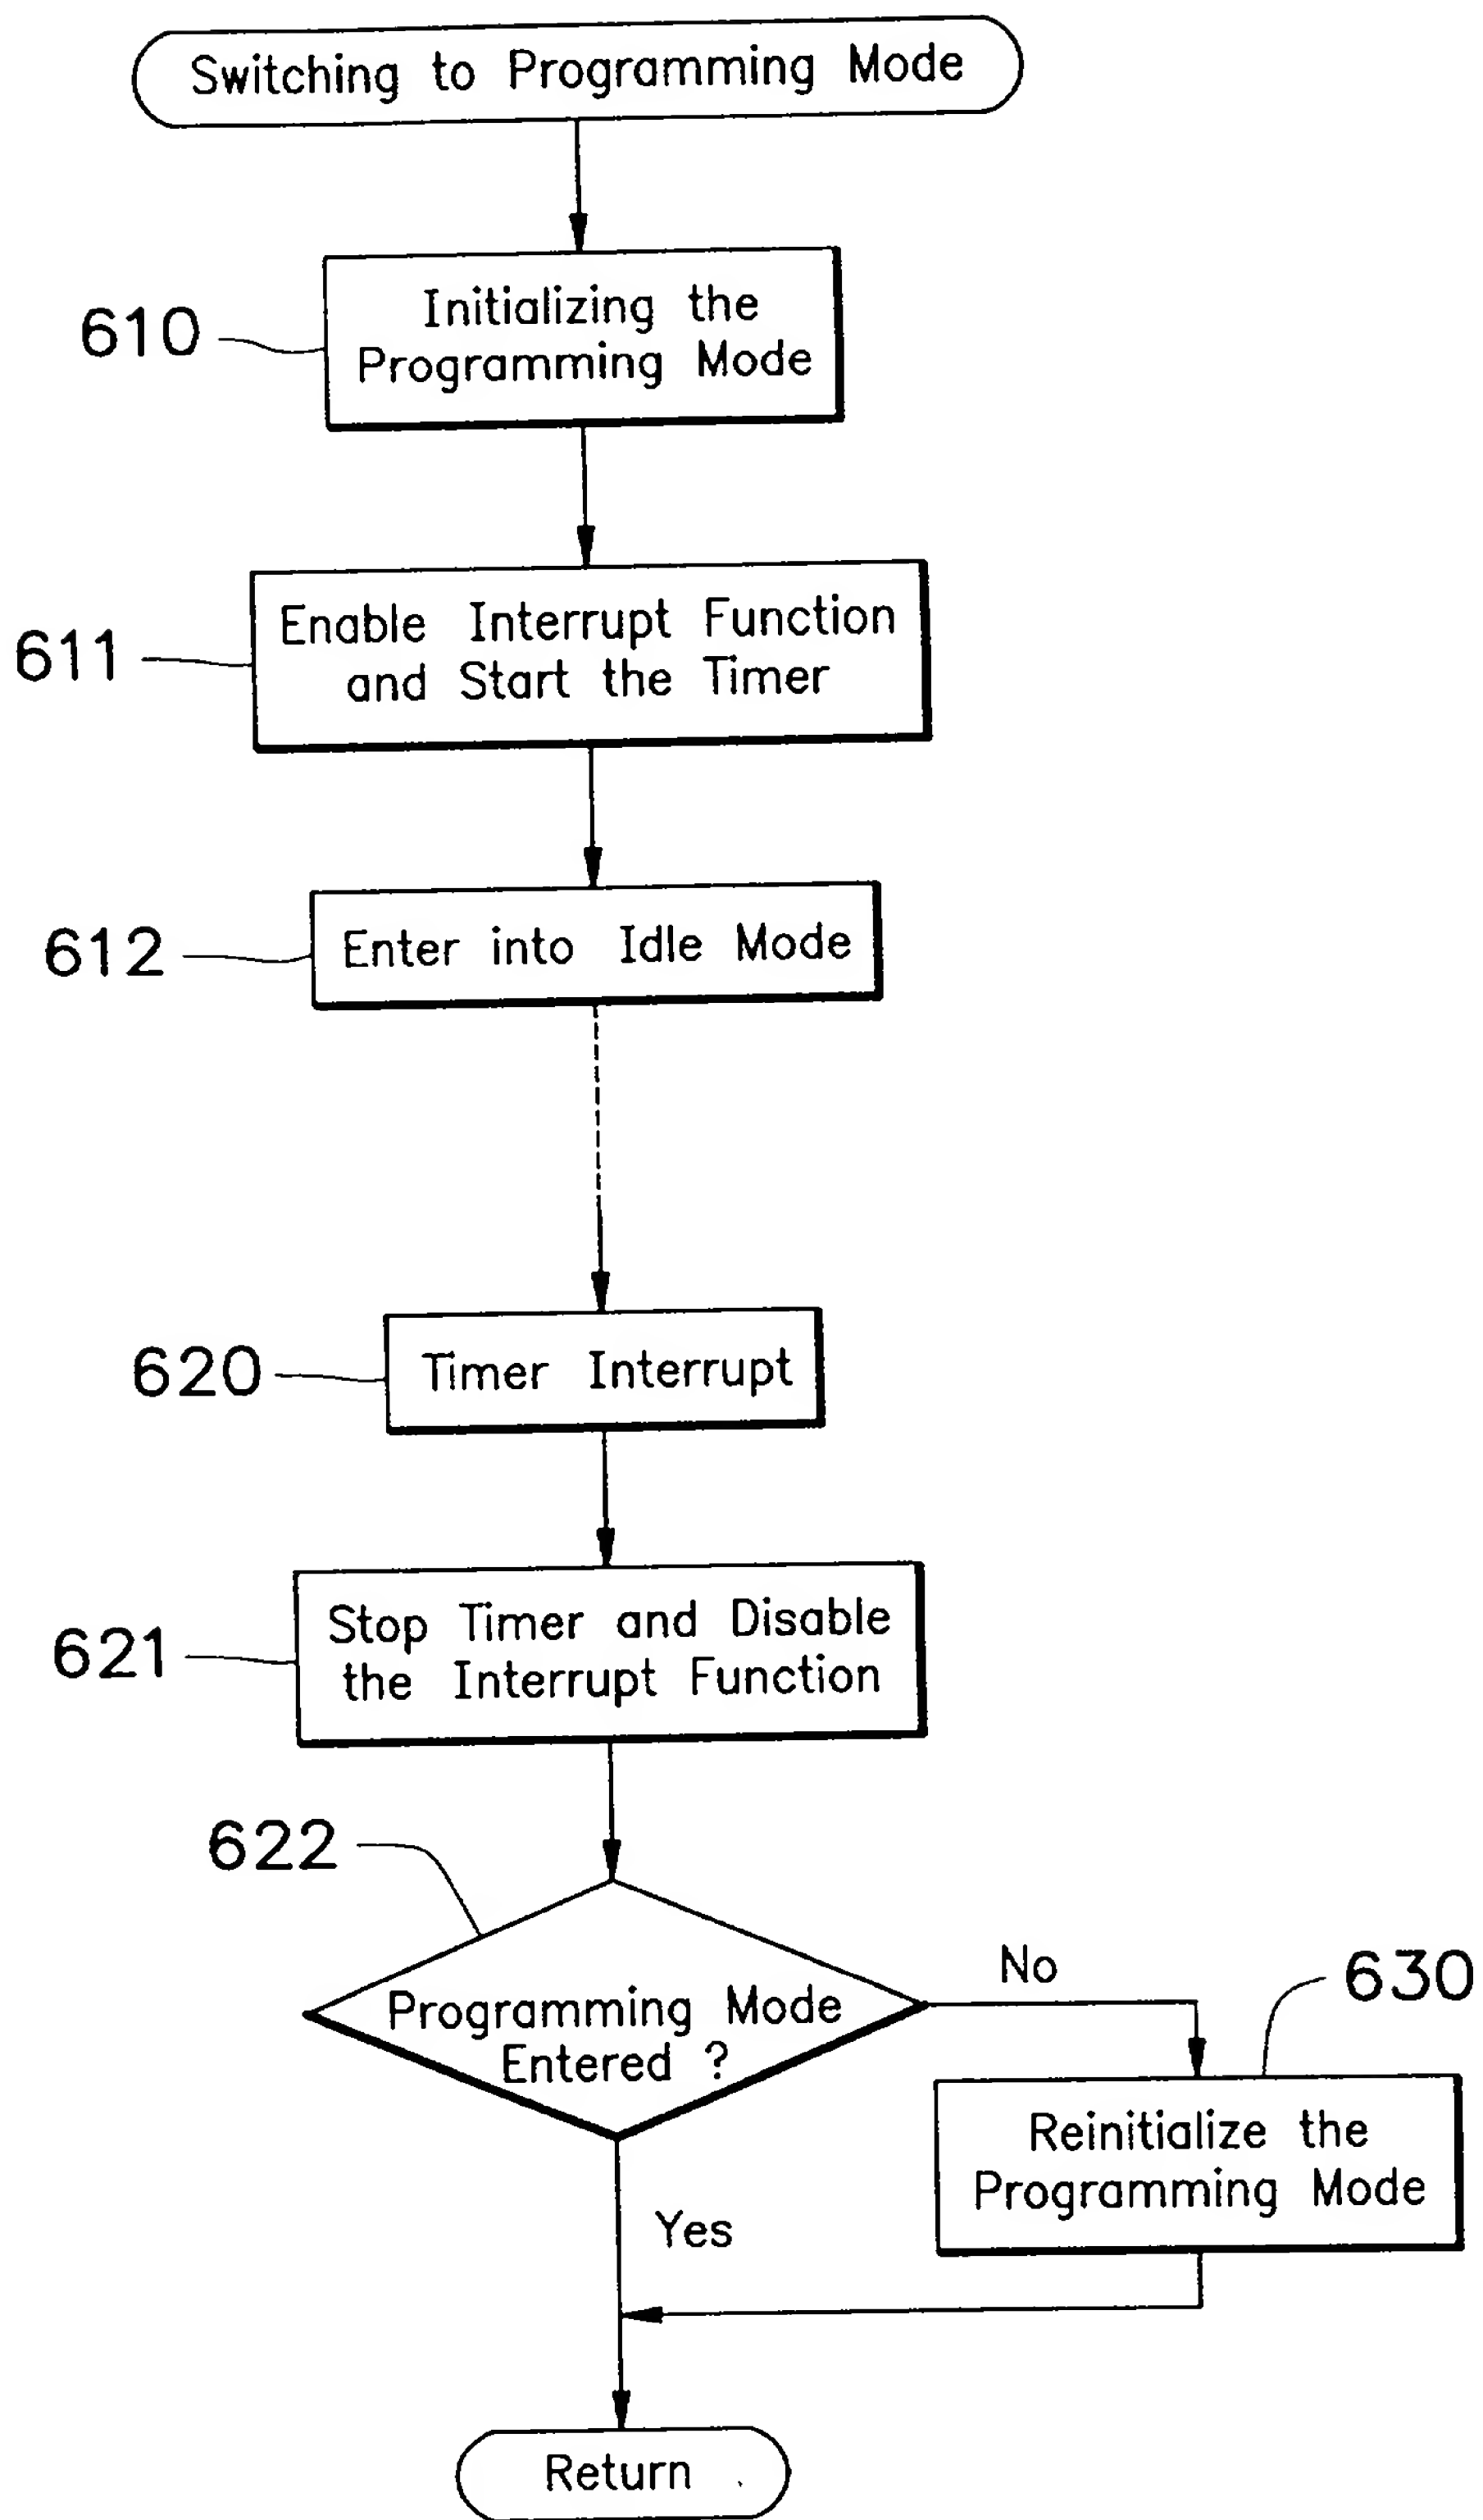 Switching to Programming Mode
610
Initializing the
Programming Mode
611
Enable Interrupt Function
and Start the Timer
612
Enter into Idle Mode
620
Timer Interrupt
621
Stop Timer and Disable
the Interrupt Function
622
Programming Mode
Entered ?
No
630
Reinitialize the
Programming Mode
Yes
Return